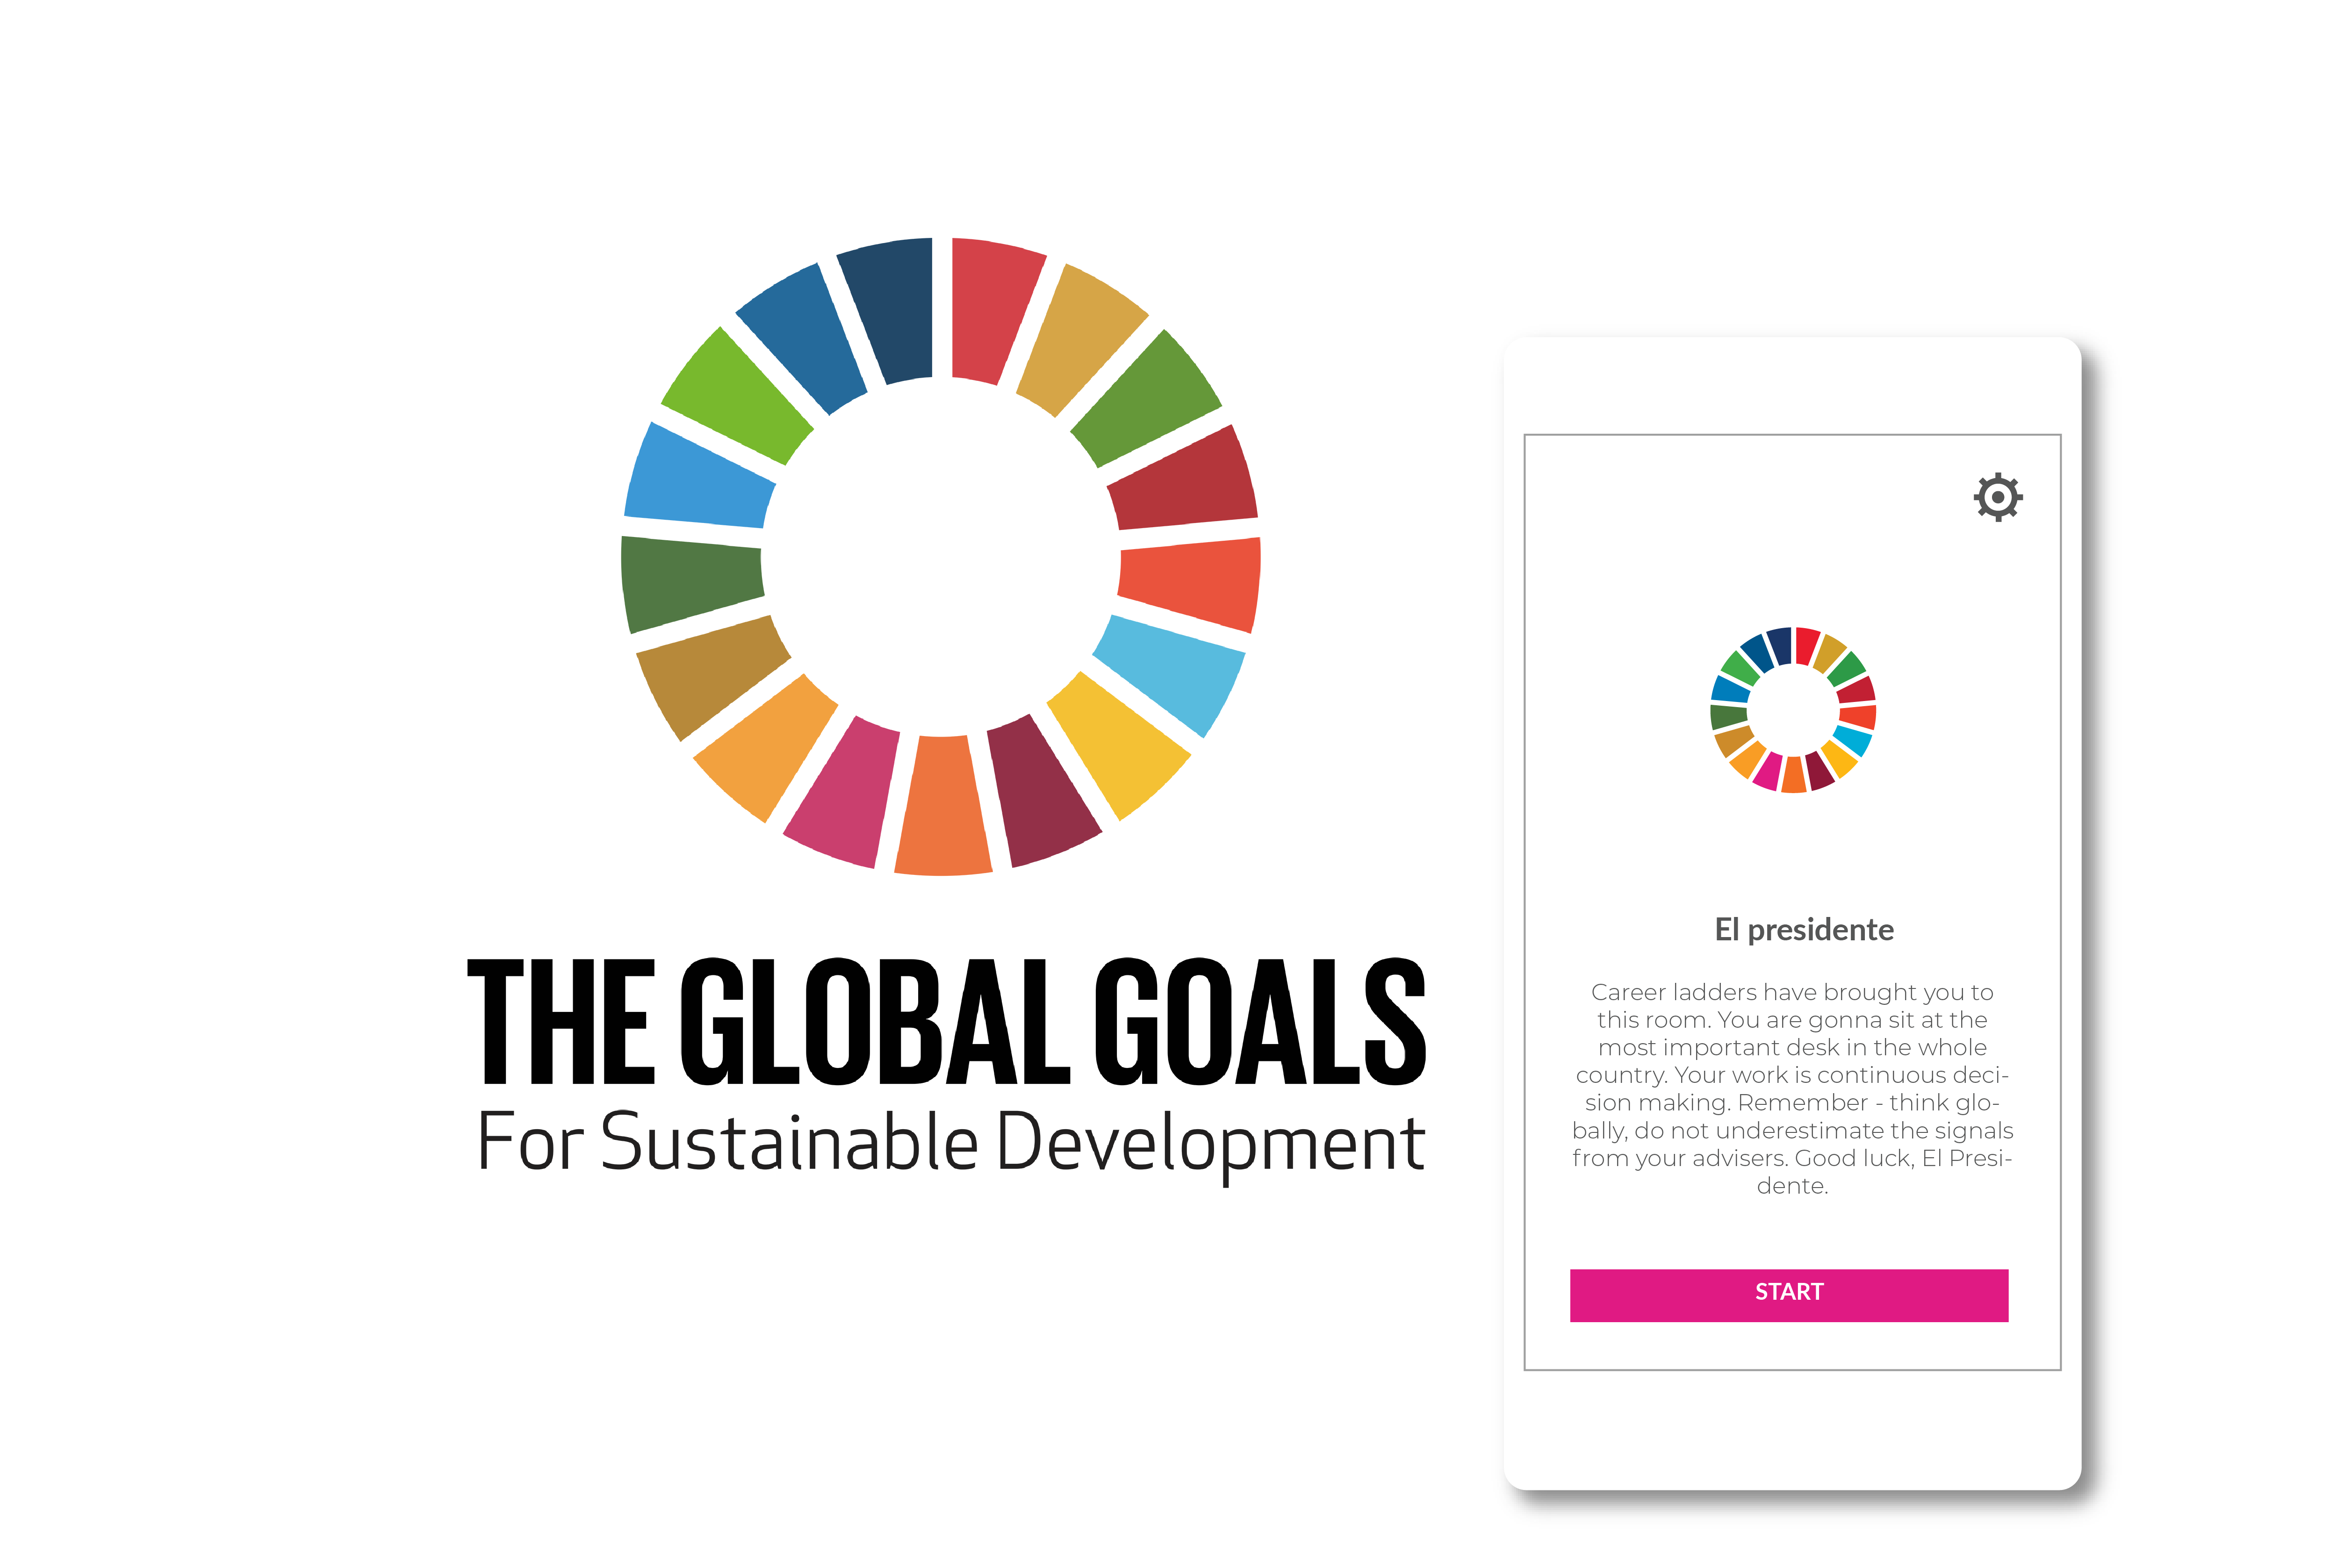 THE GLOBAL GOALS
For Sustainable Development
El presidente
Career ladders have brought you to
this room. You are gonna sit at the
most important desk in the whole
country. Your work is continuous deci-
sion making. Remember - think glo-
bally, do not underestimate the signals
from your advisers. Good luck, El Presi-
dente.
START